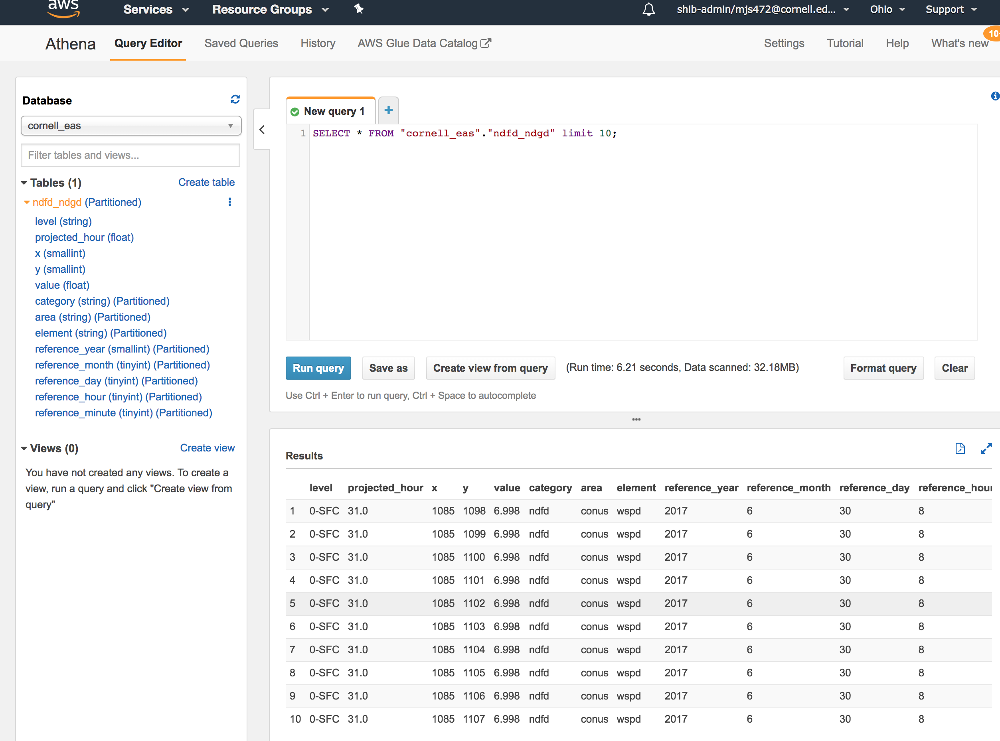 aws Services Resource Groups shib-admin/mjs472@cornell.ed... Ohio Support
Athena Query Editor Saved Queries History AWS Glue Data Catalog Settings Tutorial Help What's new 10+
Database
cornell_eas
Filter tables and views...
Tables (1) Create table
ndfd_ndgd (Partitioned)
level (string)
projected_hour (float)
x (smallint)
y (smallint)
value (float)
category (string) (Partitioned)
area (string) (Partitioned)
element (string) (Partitioned)
reference_year (smallint) (Partitioned)
reference_month (tinyint) (Partitioned)
reference_day (tinyint) (Partitioned)
reference_hour (tinyint) (Partitioned)
reference_minute (tinyint) (Partitioned)
Views (0) Create view
You have not created any views. To create a
view, run a query and click "Create view from
query"
New query 1 +
1 SELECT * FROM "cornell_eas"."ndfd_ndgd" limit 10;
Run query Save as Create view from query (Run time: 6.21 seconds, Data scanned: 32.18MB) Format query Clear
Use Ctrl + Enter to run query, Ctrl + Space to autocomplete
Results
level projected_hour x y value category area element reference_year reference_month reference_day reference_hour
1 0-SFC 31.0 1085 1098 6.998 ndfd conus wspd 2017 6 30 8
2 0-SFC 31.0 1085 1099 6.998 ndfd conus wspd 2017 6 30 8
3 0-SFC 31.0 1085 1100 6.998 ndfd conus wspd 2017 6 30 8
4 0-SFC 31.0 1085 1101 6.998 ndfd conus wspd 2017 6 30 8
5 0-SFC 31.0 1085 1102 6.998 ndfd conus wspd 2017 6 30 8
6 0-SFC 31.0 1085 1103 6.998 ndfd conus wspd 2017 6 30 8
7 0-SFC 31.0 1085 1104 6.998 ndfd conus wspd 2017 6 30 8
8 0-SFC 31.0 1085 1105 6.998 ndfd conus wspd 2017 6 30 8
9 0-SFC 31.0 1085 1106 6.998 ndfd conus wspd 2017 6 30 8
10 0-SFC 31.0 1085 1107 6.998 ndfd conus wspd 2017 6 30 8